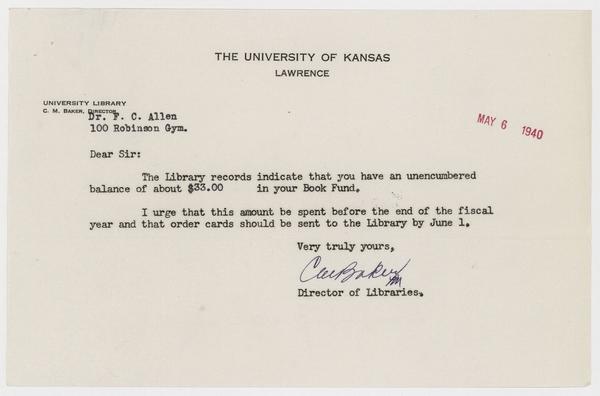 THE UNIVERSITY OF KANSAS
LAWRENCE
UNIVERSITY LIBRARY
C. M. BAKER, DIRECTOR
Dr. F. C. Allen
100 Robinson Gym.
MAY 6 1940
Dear Sir:
The Library records indicate that you have an unencumbered
balance of about $33.00 in your Book Fund.
I urge that this amount be spent before the end of the fiscal
year and that order cards should be sent to the Library by June 1.
Very truly yours,
CMBaker
Director of Libraries.